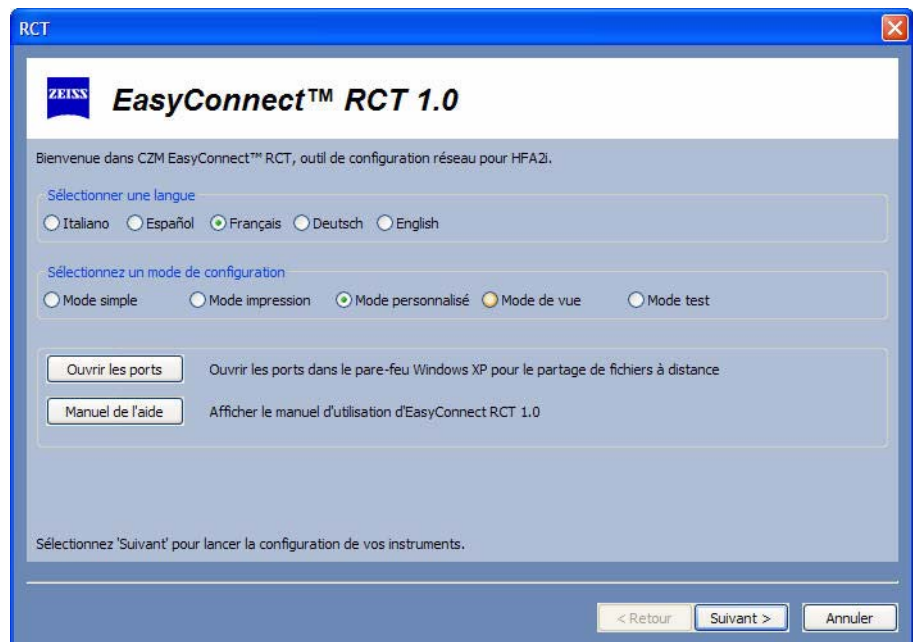 RCT
ZEISS
EasyConnect™ RCT 1.0
Bienvenue dans CZM EasyConnect™ RCT, outil de configuration réseau pour HFA2i.
Sélectionner une langue
Italiano Español Français Deutsch English
Sélectionnez un mode de configuration
Mode simple Mode impression Mode personnalisé Mode de vue Mode test
Ouvrir les ports Ouvrir les ports dans le pare-feu Windows XP pour le partage de fichiers à distance
Manuel de l'aide Afficher le manuel d'utilisation d'EasyConnect RCT 1.0
Sélectionnez 'Suivant' pour lancer la configuration de vos instruments.
< Retour Suivant > Annuler